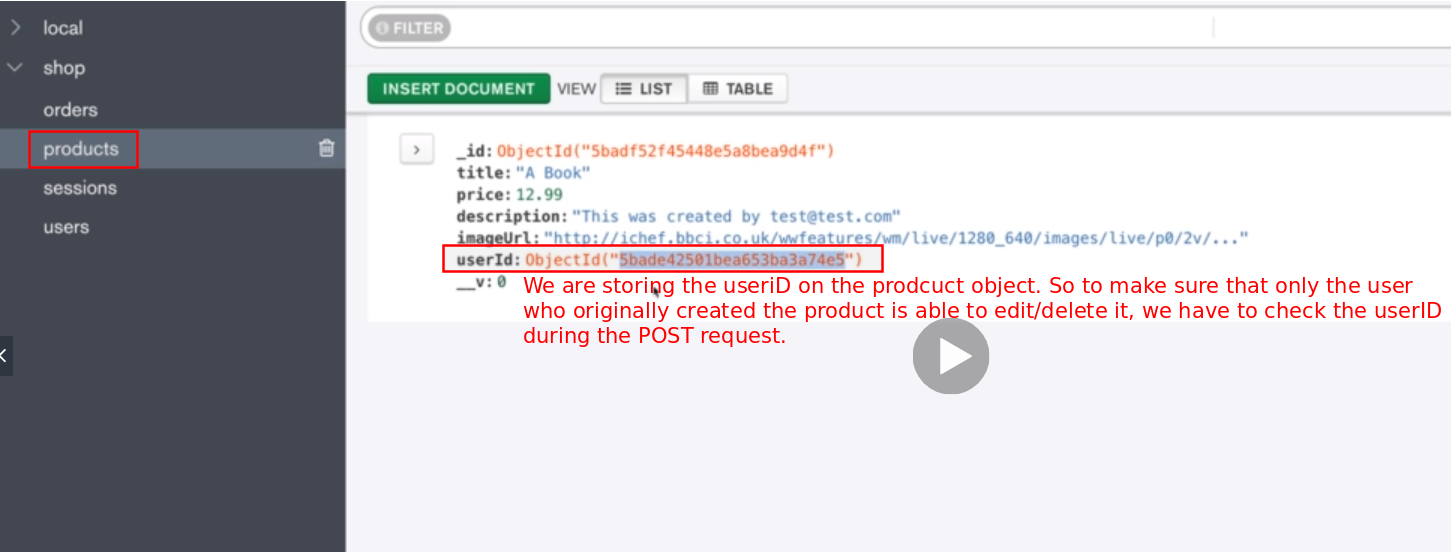 local
shop
orders
products
sessions
users
FILTER
INSERT DOCUMENT VIEW LIST TABLE
_id: ObjectId("5badf52f45448e5a8bea9d4f")
title: "A Book"
price: 12.99
description: "This was created by test@test.com"
imageUrl: "http://ichef.bbci.co.uk/wwfeatures/wm/live/1280_640/images/live/p0/2v/..."
userId: ObjectId("5bade42501bea653ba3a74e5")
__v: 0
We are storing the useriD on the prodcuct object. So to make sure that only the user
who originally created the product is able to edit/delete it, we have to check the userID
during the POST request.